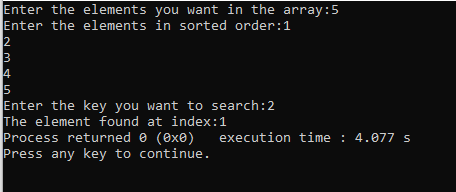 Enter the elements you want in the array:5
Enter the elements in sorted order:1
2
3
4
5
Enter the key you want to search:2
The element found at index:1
Process returned 0 (0x0)   execution time : 4.077 s
Press any key to continue.